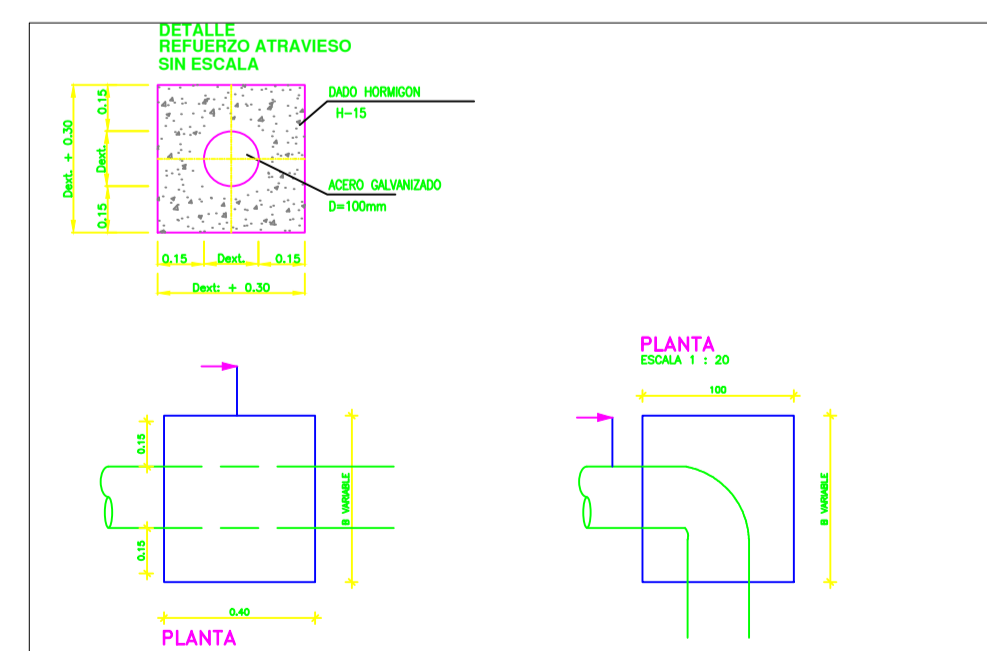 DETALLE
REFUERZO ATRAVIESO
SIN ESCALA
DADO HORMIGON
H-15
ACERO GALVANIZADO
D=100mm
0.15
Dext.
0.15
Dext. + 0.30
0.15 Dext. 0.15
Dext: + 0.30
PLANTA
ESCALA 1 : 20
100
B VARIABLE
0.15
0.15
B VARIABLE
0.40
PLANTA